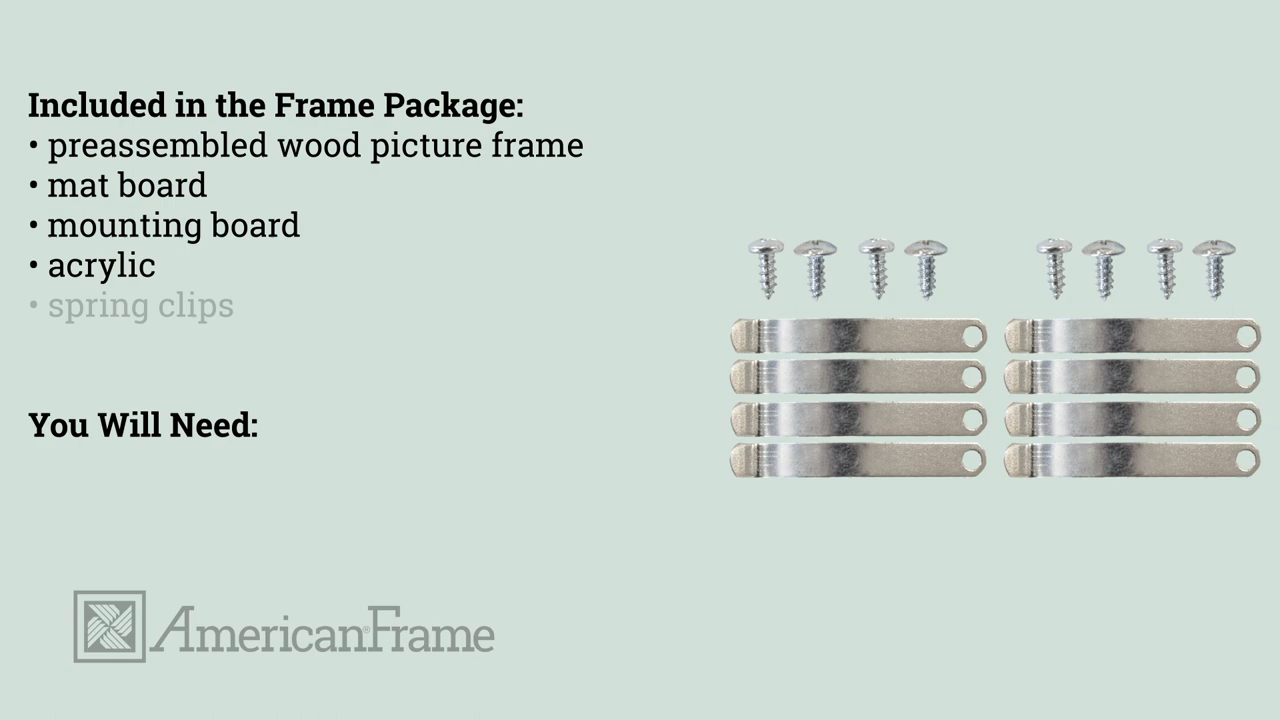 Included in the Frame Package:
• preassembled wood picture frame
• mat board
• mounting board
• acrylic
• spring clips
You Will Need:
AmericanFrame®